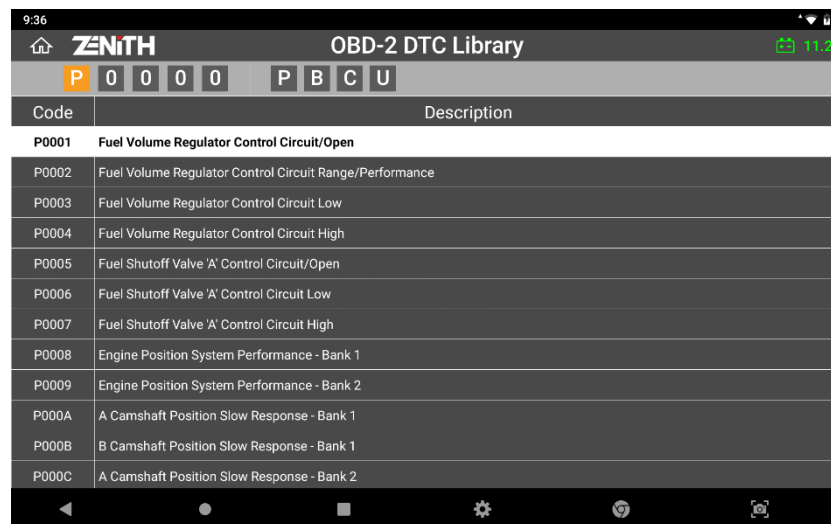 9:36
ZENiTH OBD-2 DTC Library 11.2
P 0 0 0 0 P B C U
Code Description
P0001 Fuel Volume Regulator Control Circuit/Open
P0002 Fuel Volume Regulator Control Circuit Range/Performance
P0003 Fuel Volume Regulator Control Circuit Low
P0004 Fuel Volume Regulator Control Circuit High
P0005 Fuel Shutoff Valve 'A' Control Circuit/Open
P0006 Fuel Shutoff Valve 'A' Control Circuit Low
P0007 Fuel Shutoff Valve 'A' Control Circuit High
P0008 Engine Position System Performance - Bank 1
P0009 Engine Position System Performance - Bank 2
P000A A Camshaft Position Slow Response - Bank 1
P000B B Camshaft Position Slow Response - Bank 1
P000C A Camshaft Position Slow Response - Bank 2